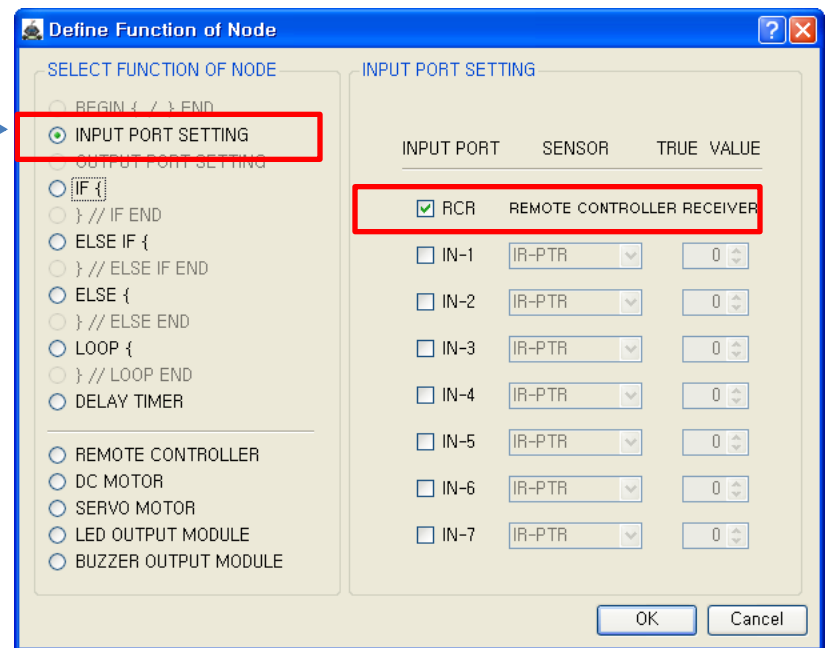 Define Function of Node
SELECT FUNCTION OF NODE
BEGIN { / } END
INPUT PORT SETTING
OUTPUT PORT SETTING
IF {
} // IF END
ELSE IF {
} // ELSE IF END
ELSE {
} // ELSE END
LOOP {
} // LOOP END
DELAY TIMER
REMOTE CONTROLLER
DC MOTOR
SERVO MOTOR
LED OUTPUT MODULE
BUZZER OUTPUT MODULE
INPUT PORT SETTING
INPUT PORT SENSOR TRUE VALUE
RCR REMOTE CONTROLLER RECEIVER
IN-1 IR-PTR 0
IN-2 IR-PTR 0
IN-3 IR-PTR 0
IN-4 IR-PTR 0
IN-5 IR-PTR 0
IN-6 IR-PTR 0
IN-7 IR-PTR 0
OK Cancel